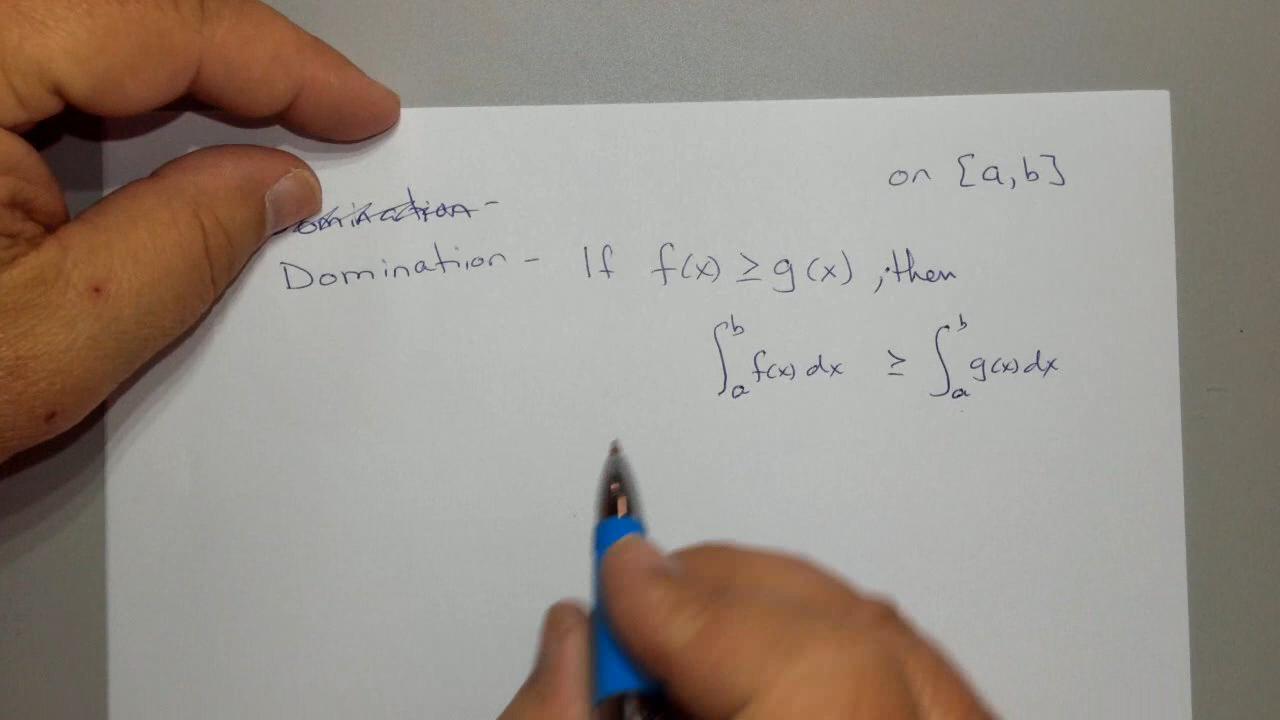 on [a,b]
Domination - If f(x) ≥ g(x), then
∫_a^b f(x) dx ≥ ∫_a^b g(x) dx